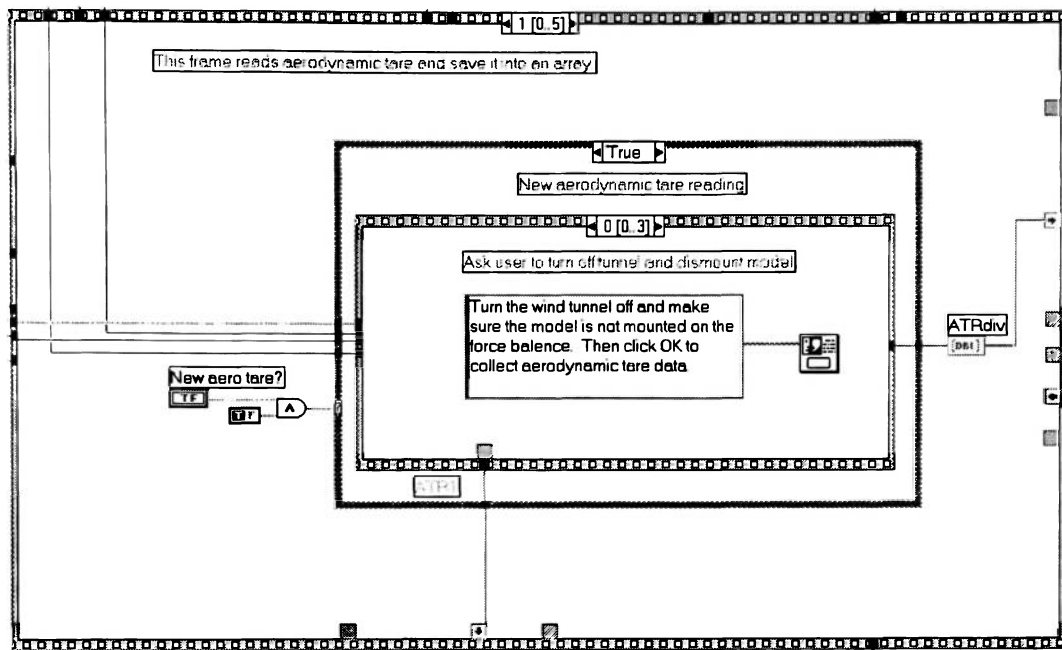 1 [0..5]
This frame reads aerodynamic tare and save it into an array
True
New aerodynamic tare reading
0 [0..3]
Ask user to turn off tunnel and dismount model
Turn the wind tunnel off and make
sure the model is not mounted on the
force balence. Then click OK to
collect aerodynamic tare data
ATRdiv
[DBl]
New aero tare?
TF
T F